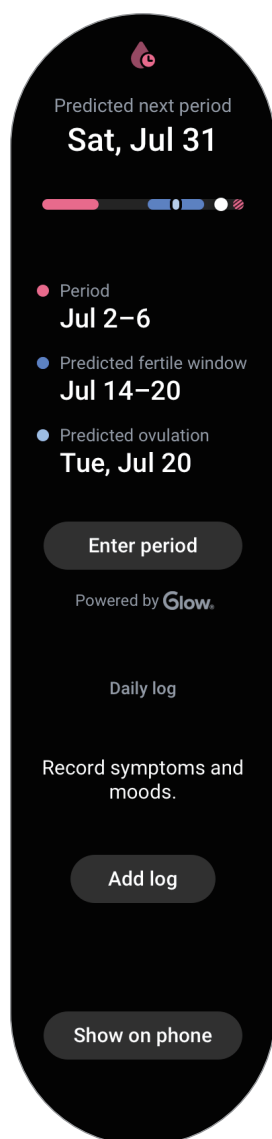 Predicted next period
Sat, Jul 31
Period
Jul 2–6
Predicted fertile window
Jul 14–20
Predicted ovulation
Tue, Jul 20
Enter period
Powered by Glow.
Daily log
Record symptoms and
moods.
Add log
Show on phone